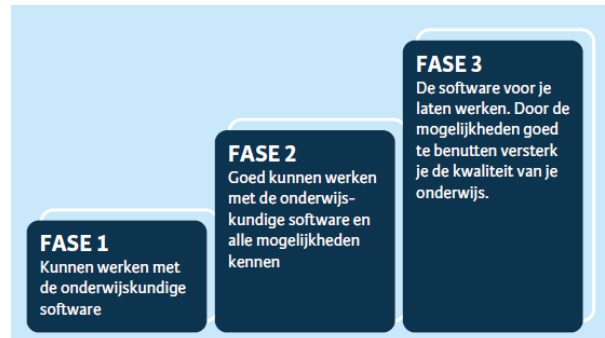 FASE 1
Kunnen werken met
de onderwijskundige
software
FASE 2
Goed kunnen werken
met de onderwijs-
kundige software en
alle mogelijkheden
kennen
FASE 3
De software voor je
laten werken. Door de
mogelijkheden goed
te benutten versterk
je de kwaliteit van je
onderwijs.